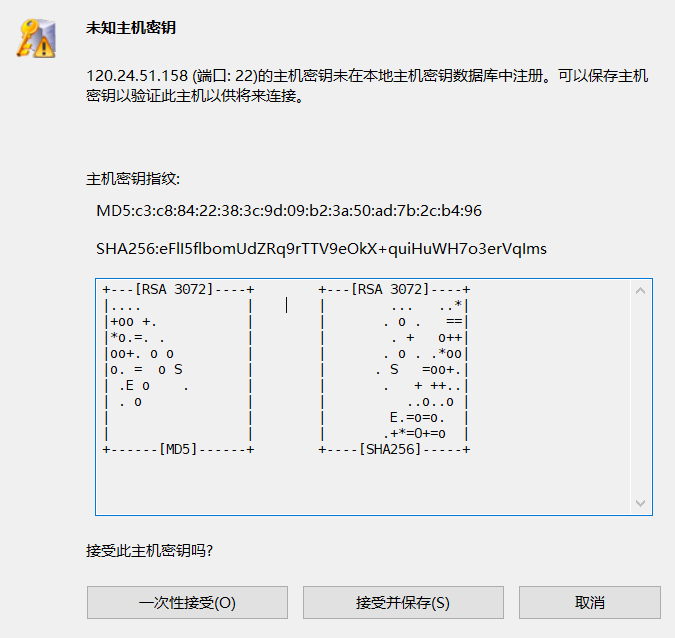 未知主机密钥
120.24.51.158 (端口: 22)的主机密钥未在本地主机密钥数据库中注册。可以保存主机
密钥以验证此主机以供将来连接。
主机密钥指纹:
MD5:c3:c8:84:22:38:3c:9d:09:b2:3a:50:ad:7b:2c:b4:96
SHA256:eFlI5flbomUdZRq9rTTV9eOkX+quiHuWH7o3erVqIms
+---[RSA 3072]----+        +---[RSA 3072]----+
|....             |        |        ...   ..*|
|+oo +.           |        |       . o .   ==|
|*o.=. .          |        |        . +   o++|
|oo+. o o         |        |       . o . .*oo|
|o. =  o S        |        |      . S   =oo+.|
| .E o    .       |        |       .   + ++..|
| . o             |        |          ..o..o |
|                 |        |        E.=o=o.  |
|                 |        |       .+*=O+=o  |
+------[MD5]------+        +----[SHA256]-----+
接受此主机密钥吗?
一次性接受(O) 接受并保存(S) 取消